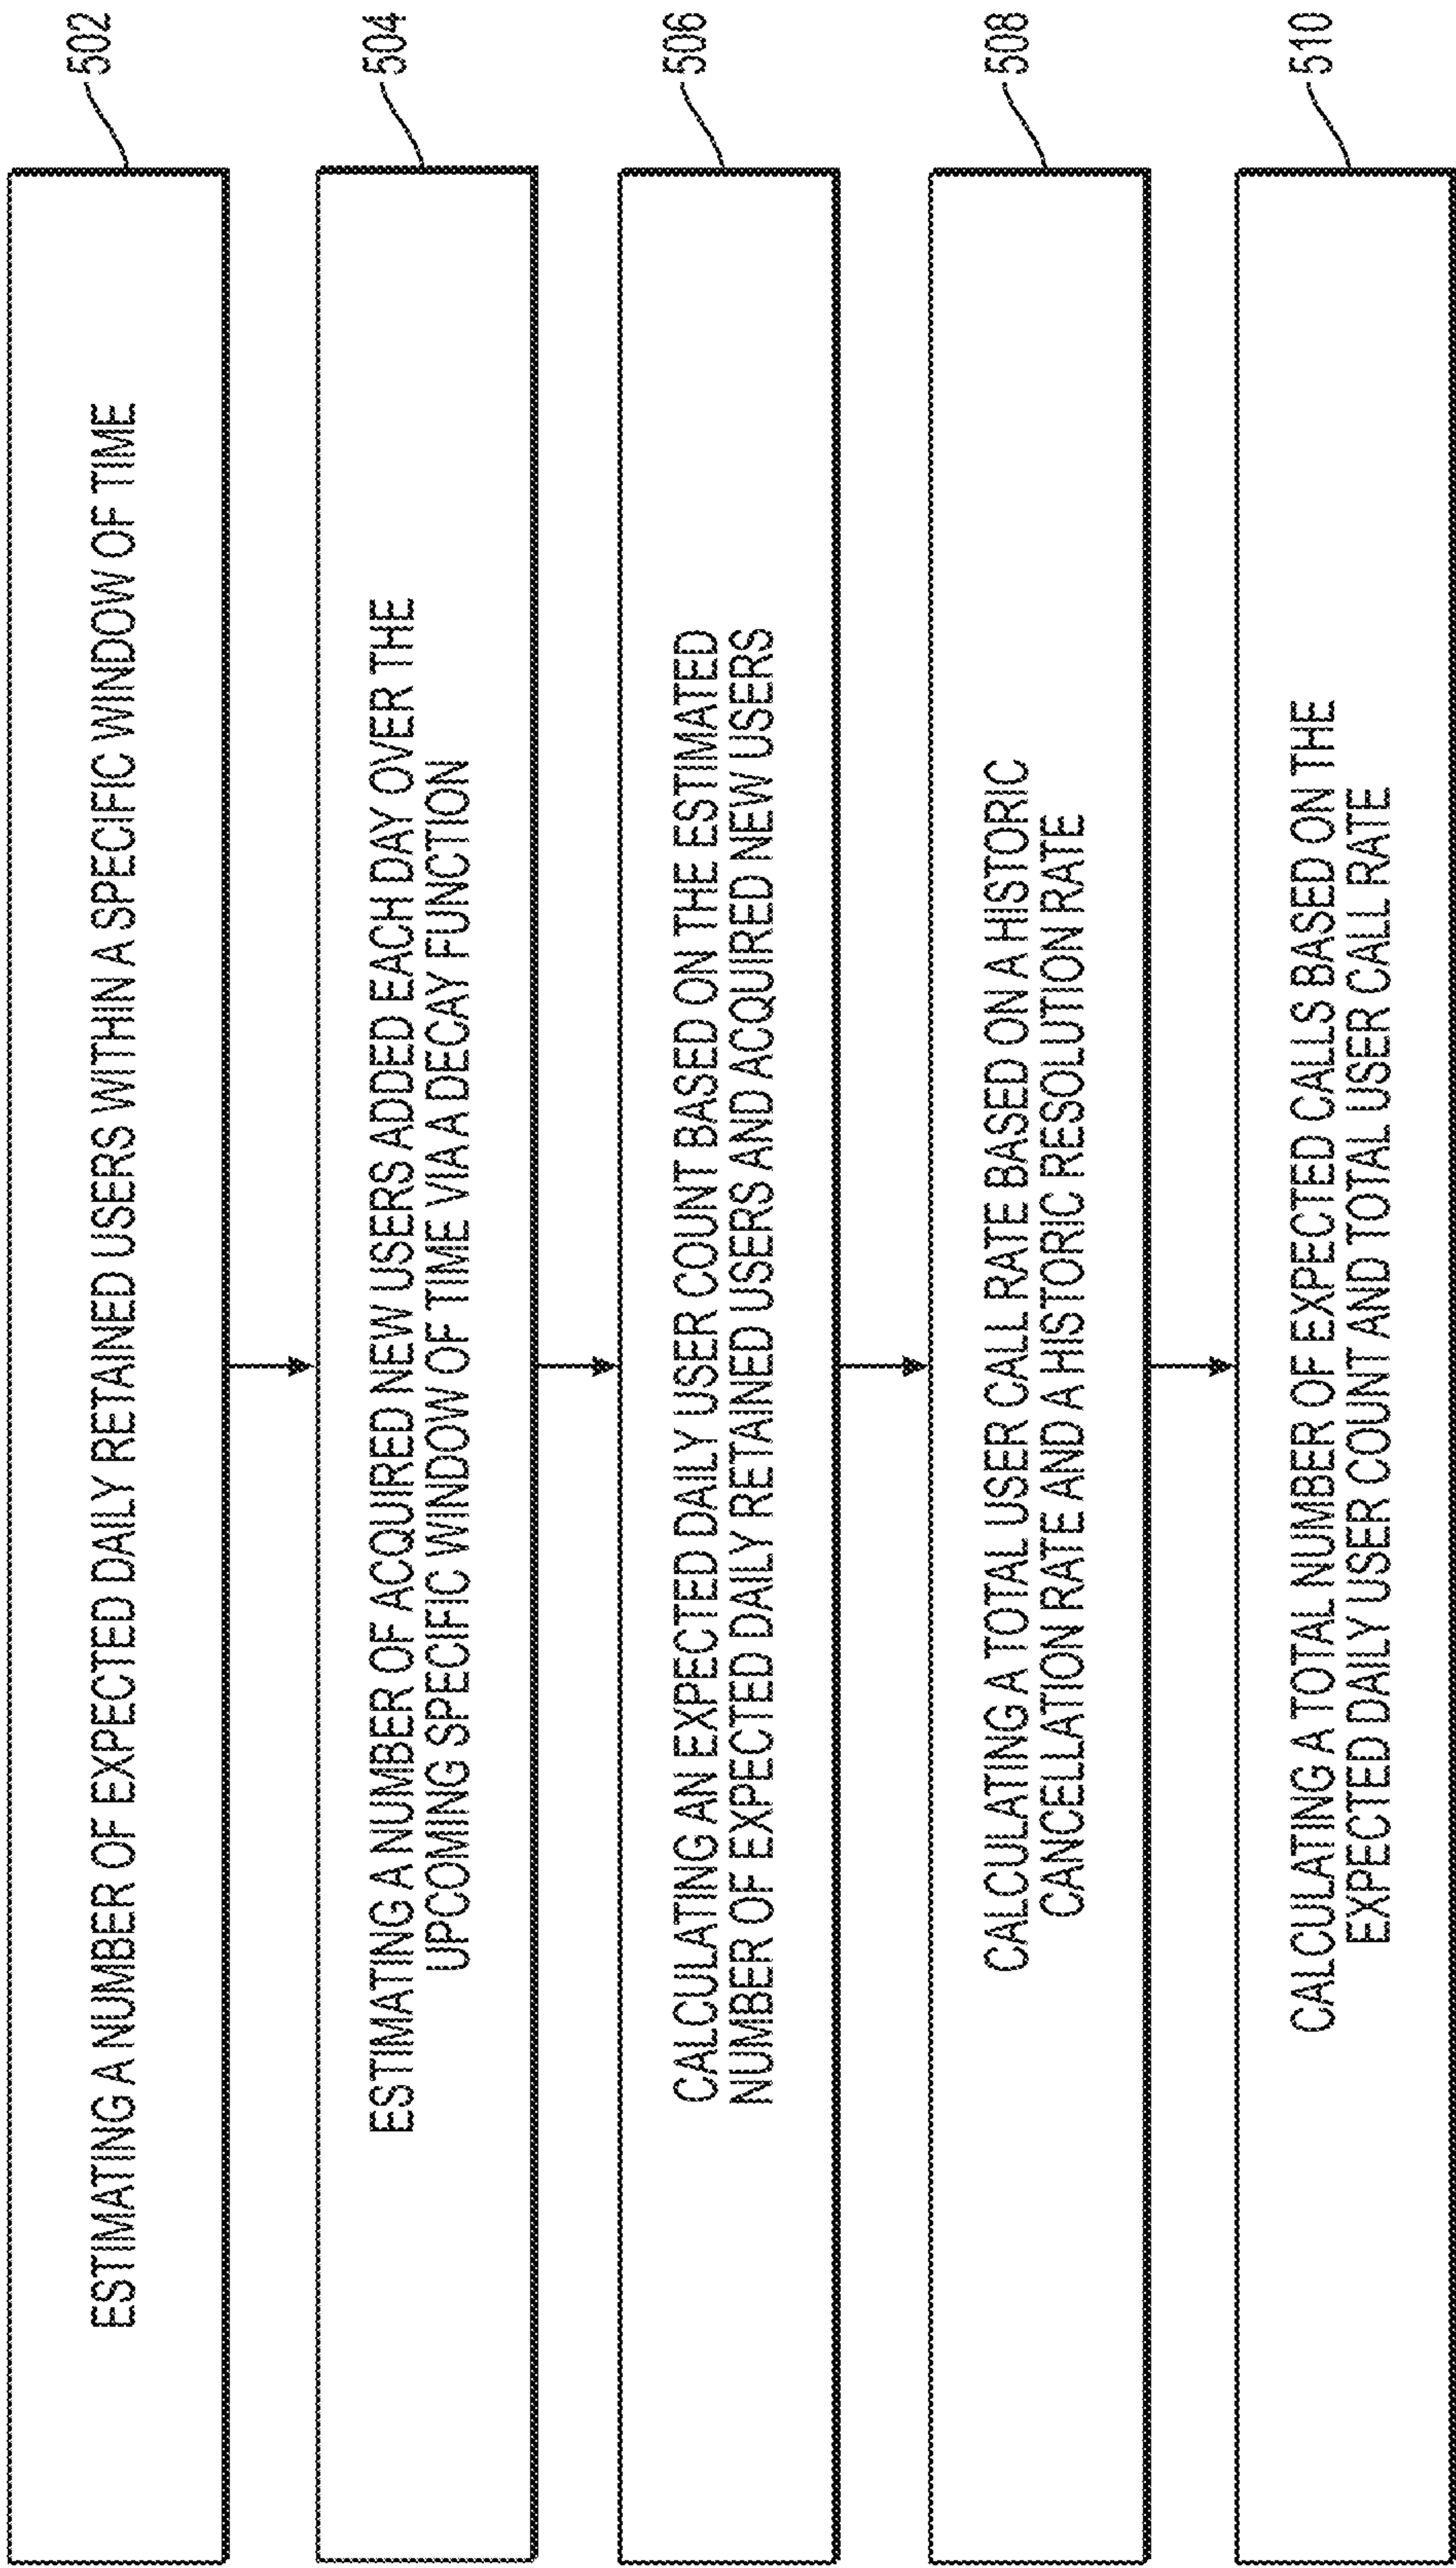 ESTIMATING A NUMBER OF EXPECTED DAILY RETAINED USERS WITHIN A SPECIFIC WINDOW OF TIME
502
ESTIMATING A NUMBER OF ACQUIRED NEW USERS ADDED EACH DAY OVER THE
UPCOMING SPECIFIC WINDOW OF TIME VIA A DECAY FUNCTION
504
CALCULATING AN EXPECTED DAILY USER COUNT BASED ON THE ESTIMATED
NUMBER OF EXPECTED DAILY RETAINED USERS AND ACQUIRED NEW USERS
506
CALCULATING A TOTAL USER CALL RATE BASED ON A HISTORIC
CANCELLATION RATE AND A HISTORIC RESOLUTION RATE
508
CALCULATING A TOTAL NUMBER OF EXPECTED CALLS BASED ON THE
EXPECTED DAILY USER COUNT AND TOTAL USER CALL RATE
510